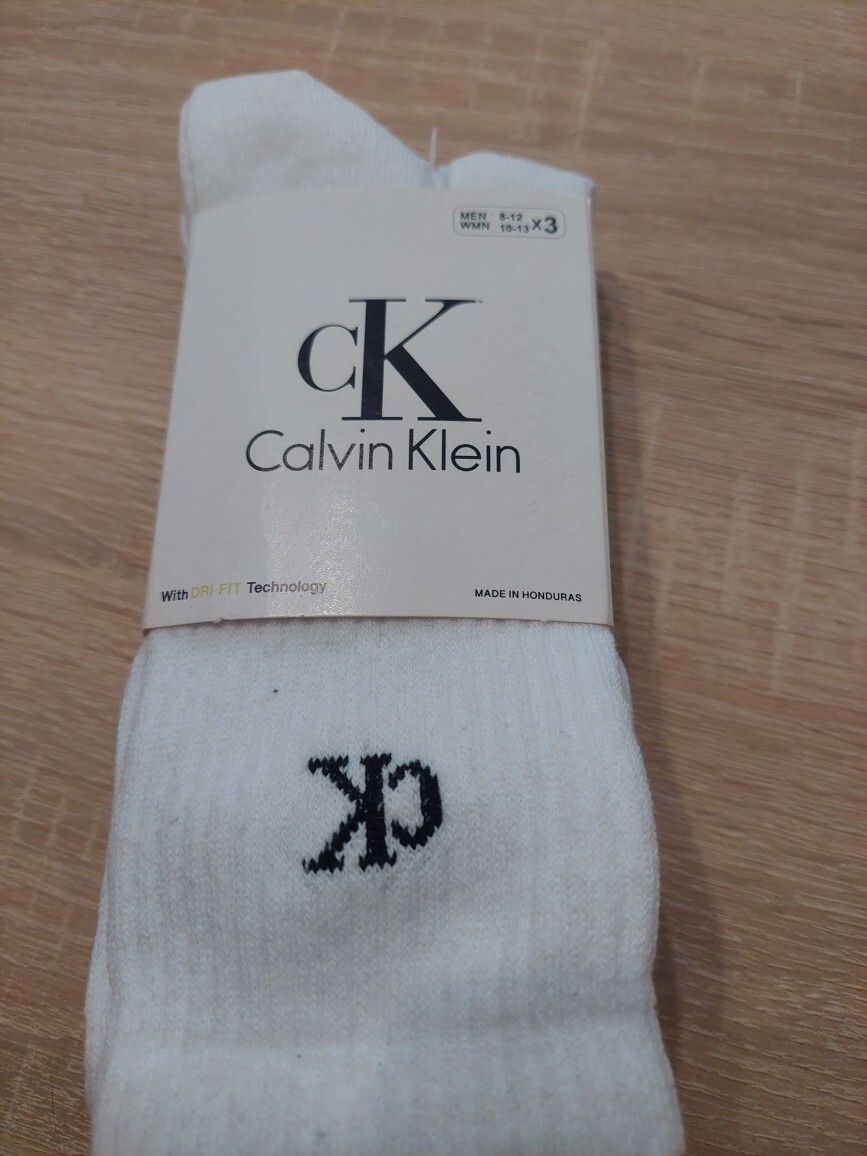 MEN 8-12
WMN 10-13 X3
CK
Calvin Klein
With DRI-FIT Technology
MADE IN HONDURAS
CK